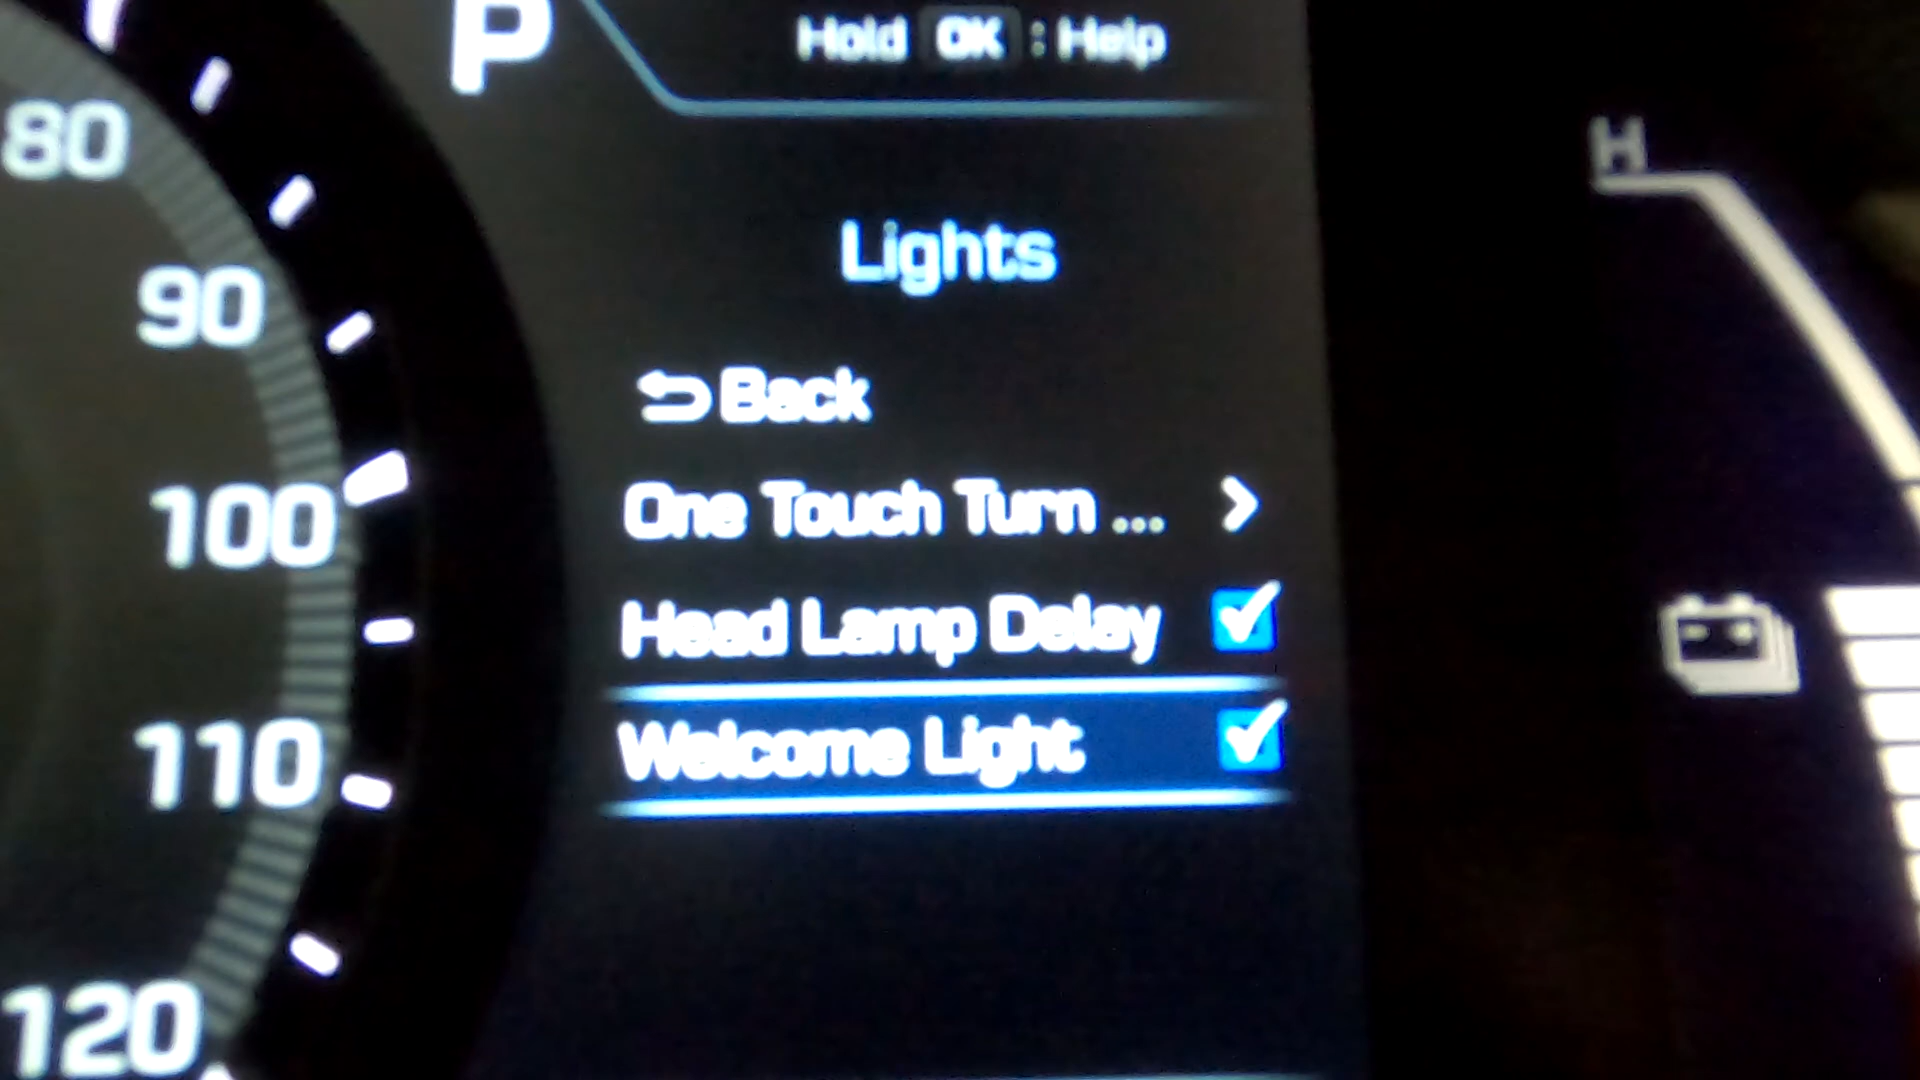 P
Hold OK : Help
H
80
Lights
90
Back
One Touch Turn ...
100
Head Lamp Delay
Welcome Light
110
120